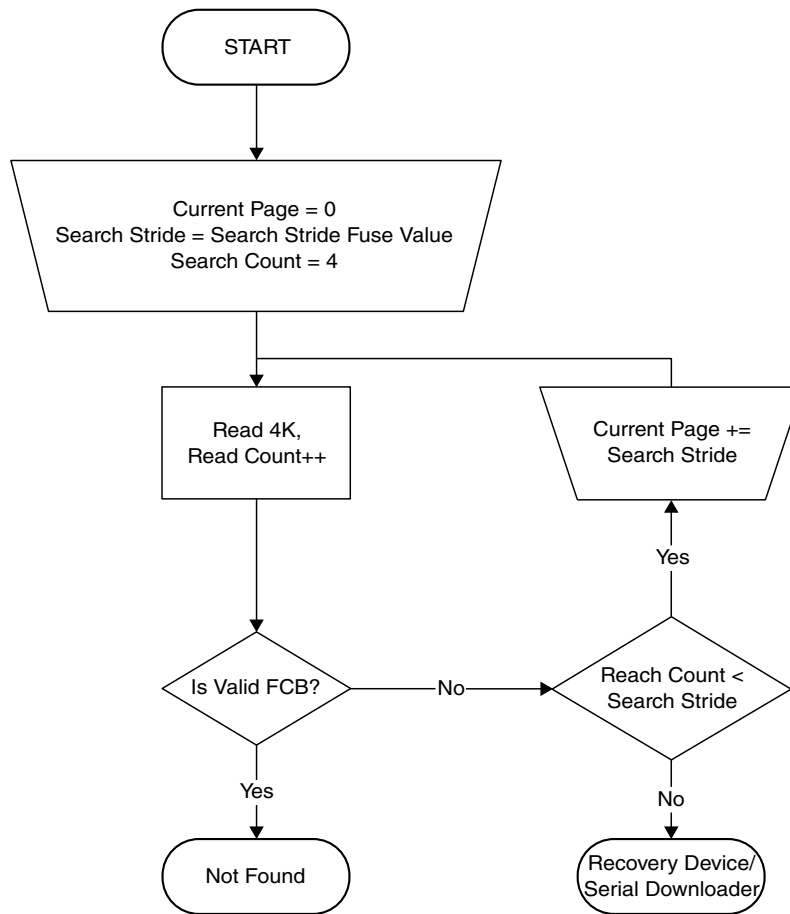 START
Current Page = 0
Search Stride = Search Stride Fuse Value
Search Count = 4
Read 4K,
Read Count++
Current Page +=
Search Stride
Yes
Is Valid FCB?
No
Reach Count <
Search Stride
Yes
No
Not Found
Recovery Device/
Serial Downloader